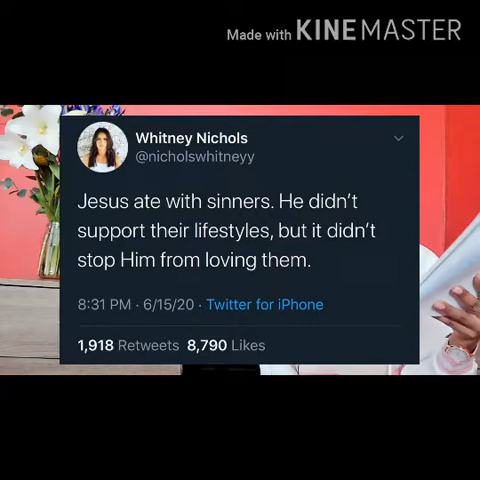 Made with KINEMASTER
Whitney Nichols
@nicholswhitneyy
Jesus ate with sinners. He didn't
support their lifestyles, but it didn't
stop Him from loving them.
8:31 PM · 6/15/20 · Twitter for iPhone
1,918 Retweets 8,790 Likes